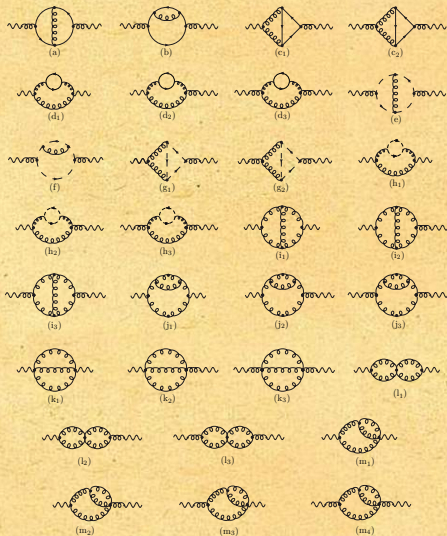 (a) (b) (c₁) (c₂)
(d₁) (d₂) (d₃) (e)
(f) (g₁) (g₂) (h₁)
(h₂) (h₃) (i₁) (i₂)
(i₃) (j₁) (j₂) (j₃)
(k₁) (k₂) (k₃) (l₁)
(l₂) (l₃) (m₁)
(m₂) (m₃) (m₄)